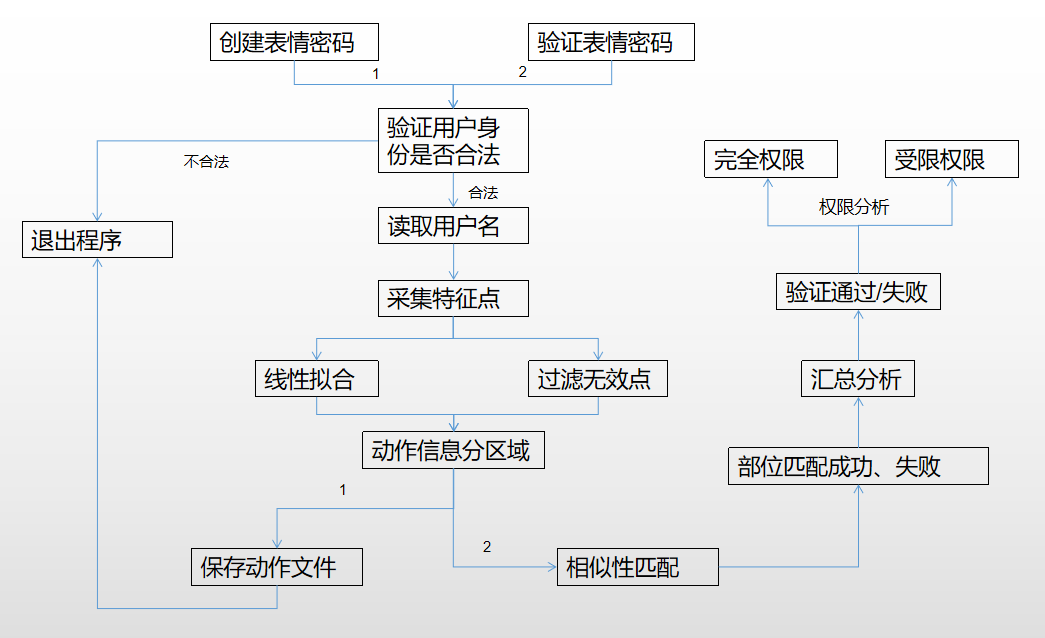 创建表情密码
验证表情密码
1
2
验证用户身
份是否合法
不合法
合法
完全权限
受限权限
权限分析
读取用户名
退出程序
采集特征点
验证通过/失败
线性拟合
过滤无效点
汇总分析
动作信息分区域
部位匹配成功、失败
1
2
保存动作文件
相似性匹配